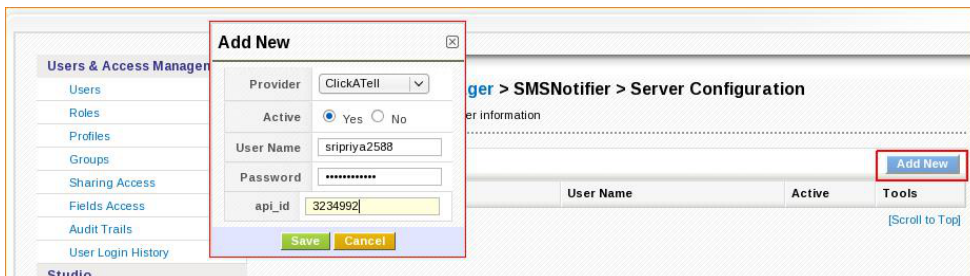 Add New
Provider ClickATell
Active Yes No
User Name sripriya2588
Password ••••••••••••
api_id 3234992
Save Cancel
Users & Access Managen
Users
Roles
Profiles
Groups
Sharing Access
Fields Access
Audit Trails
User Login History
Studio
ger > SMSNotifier > Server Configuration
er information
Add New
User Name Active Tools
[Scroll to Top]